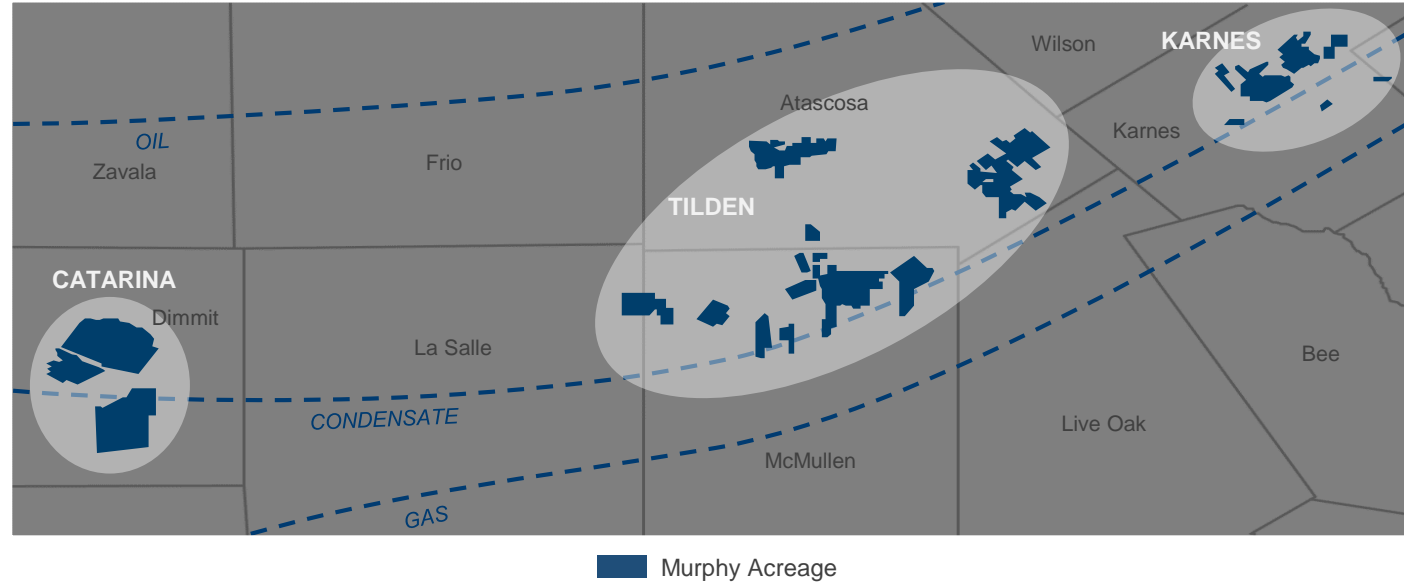 Wilson
KARNES
Atascosa
OIL
Zavala
Frio
Karnes
TILDEN
CATARINA
Dimmit
La Salle
Bee
CONDENSATE
Live Oak
McMullen
GAS
Murphy Acreage